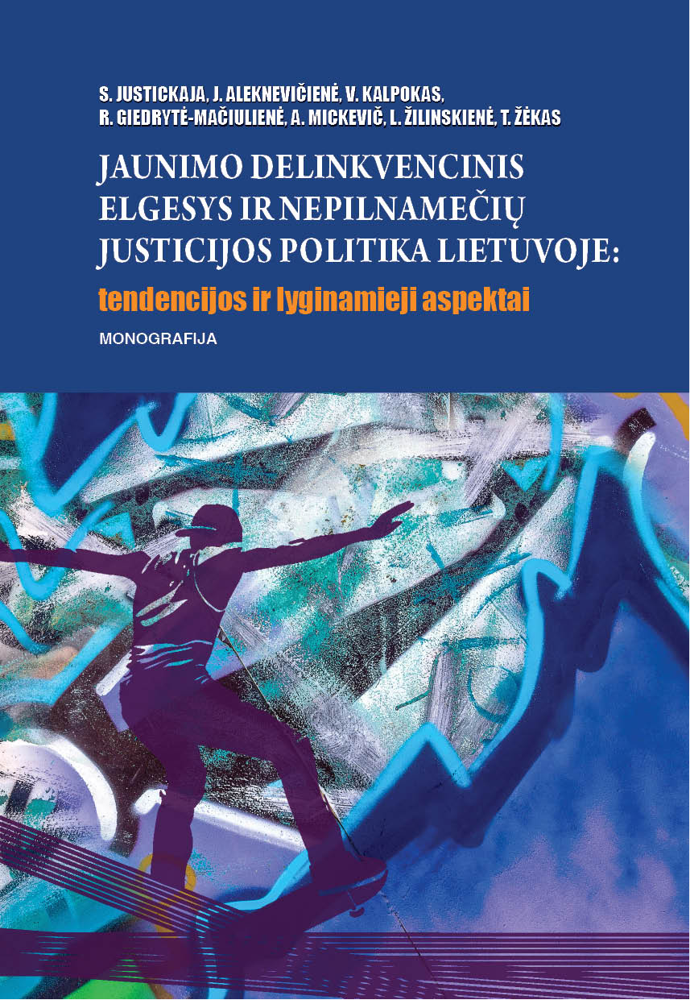 S. JUSTICKAJA, J. ALEKNEVIČIENĖ, V. KALPOKAS,
R. GIEDRYTĖ-MAČIULIENĖ, A. MICKEVIČ, L. ŽILINSKIENĖ, T. ŽĖKAS
JAUNIMO DELINKVENCINIS
ELGESYS IR NEPILNAMEČIŲ
JUSTICIJOS POLITIKA LIETUVOJE:
tendencijos ir lyginamieji aspektai
MONOGRAFIJA